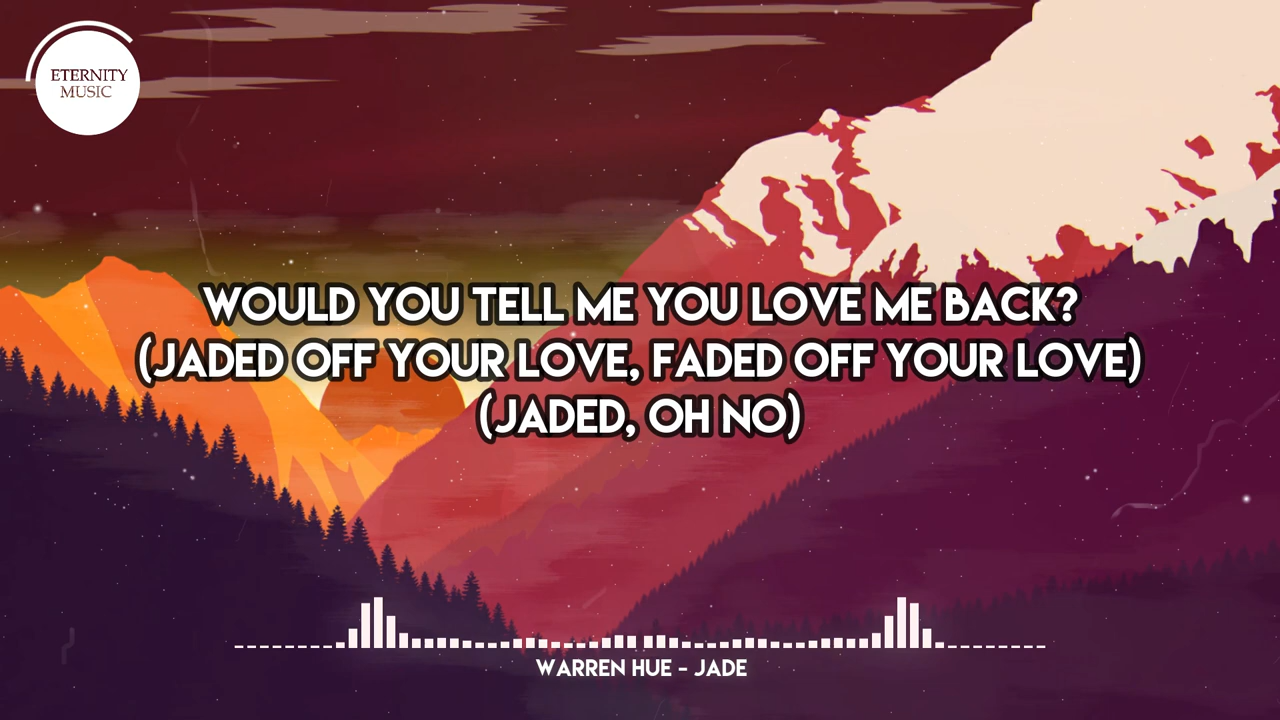 ETERNITY
MUSIC
WOULD YOU TELL ME YOU LOVE ME BACK?
(JADED OFF YOUR LOVE, FADED OFF YOUR LOVE)
(JADED, OH NO)
WARREN HUE - JADE